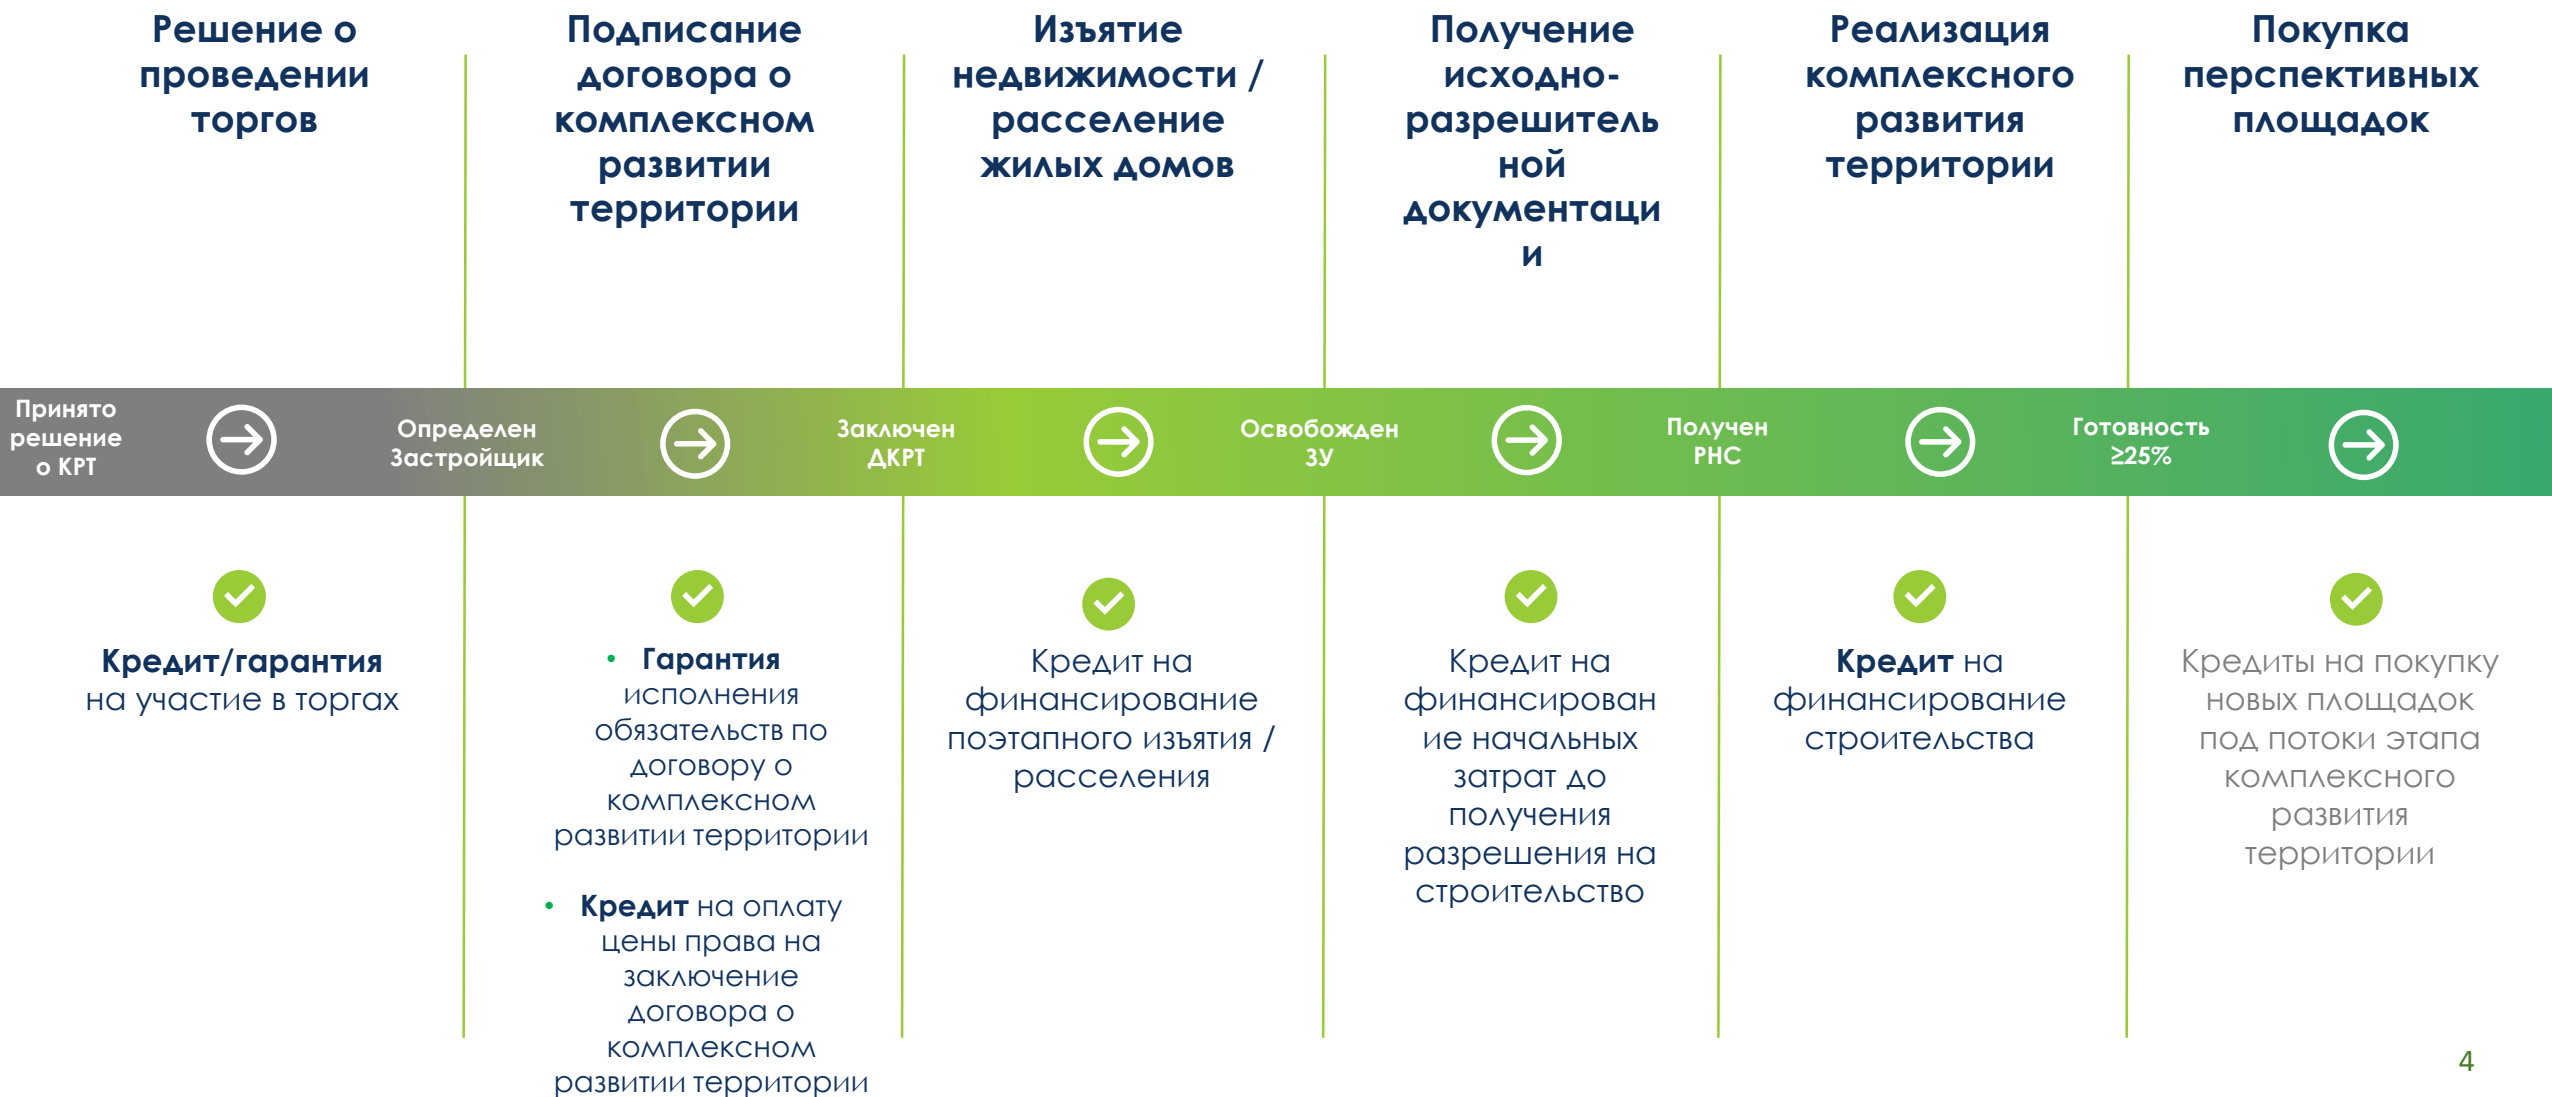 Решение о
проведении
торгов
Подписание
договора о
комплексном
развитии
территории
Изъятие
недвижимости /
расселение
жилых домов
Получение
исходно-
разрешитель
ной
документаци
и
Реализация
комплексного
развития
территории
Покупка
перспективных
площадок
Принято
решение
о КРТ
Определен
Застройщик
Заключен
ДКРТ
Освобожден
ЗУ
Получен
РНС
Готовность
≥25%
Кредит/гарантия
на участие в торгах
• Гарантия
исполнения
обязательств по
договору о
комплексном
развитии территории
• Кредит на оплату
цены права на
заключение
договора о
комплексном
развитии территории
Кредит на
финансирование
поэтапного изъятия /
расселения
Кредит на
финансирован
ие начальных
затрат до
получения
разрешения на
строительство
Кредит на
финансирование
строительства
Кредиты на покупку
новых площадок
под потоки этапа
комплексного
развития
территории
4